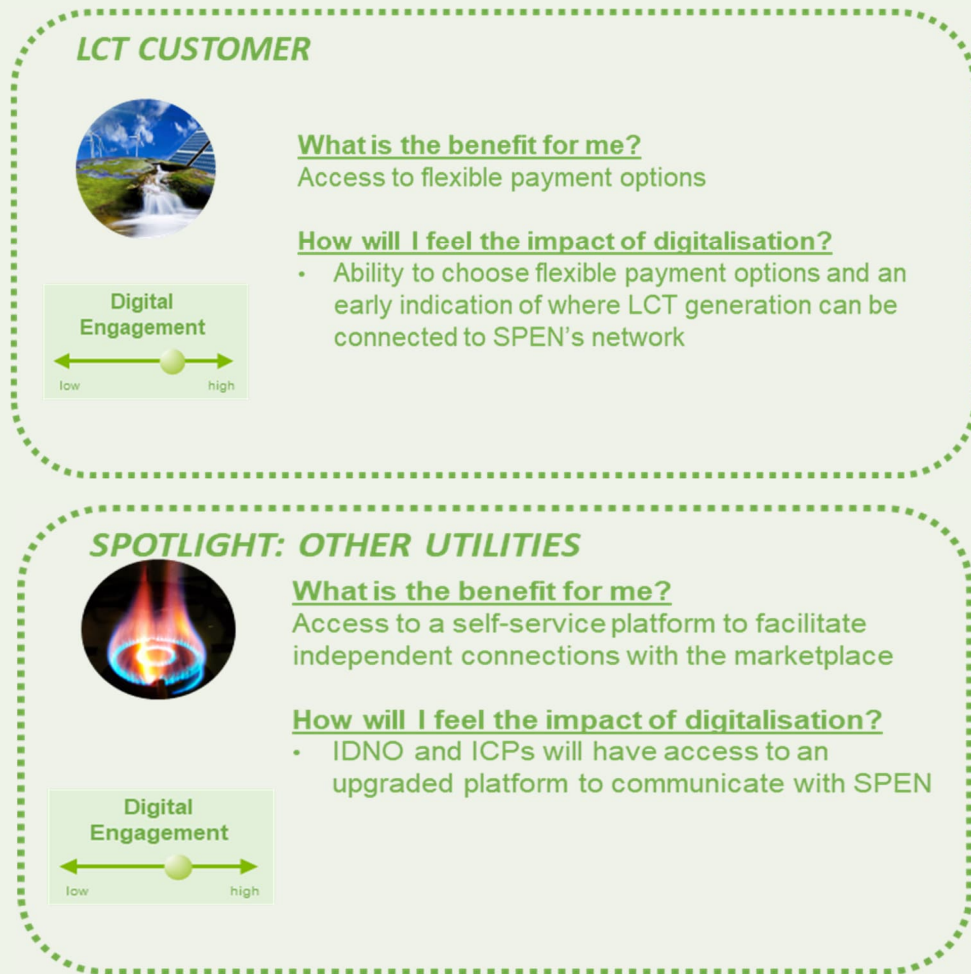 LCT CUSTOMER
What is the benefit for me?
Access to flexible payment options
How will I feel the impact of digitalisation?
• Ability to choose flexible payment options and an
early indication of where LCT generation can be
connected to SPEN's network
Digital
Engagement
low high
SPOTLIGHT: OTHER UTILITIES
What is the benefit for me?
Access to a self-service platform to facilitate
independent connections with the marketplace
How will I feel the impact of digitalisation?
• IDNO and ICPs will have access to an
upgraded platform to communicate with SPEN
Digital
Engagement
low high